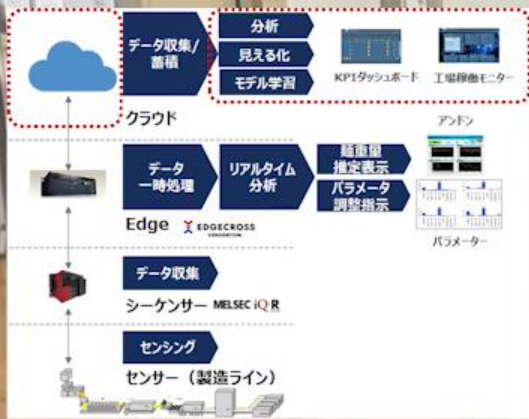 データ収集/
蓄積
分析
見える化
モデル学習
KPIダッシュボード
工場稼働モニター
クラウド
データ
一時処理
リアルタイム
分析
麺重量
推定表示
パラメータ
調整指示
アンドン
パラメーター
Edge
EDGECROSS
CONSORTIUM
データ収集
シーケンサー MELSEC iQ-R
センシング
センサー（製造ライン）